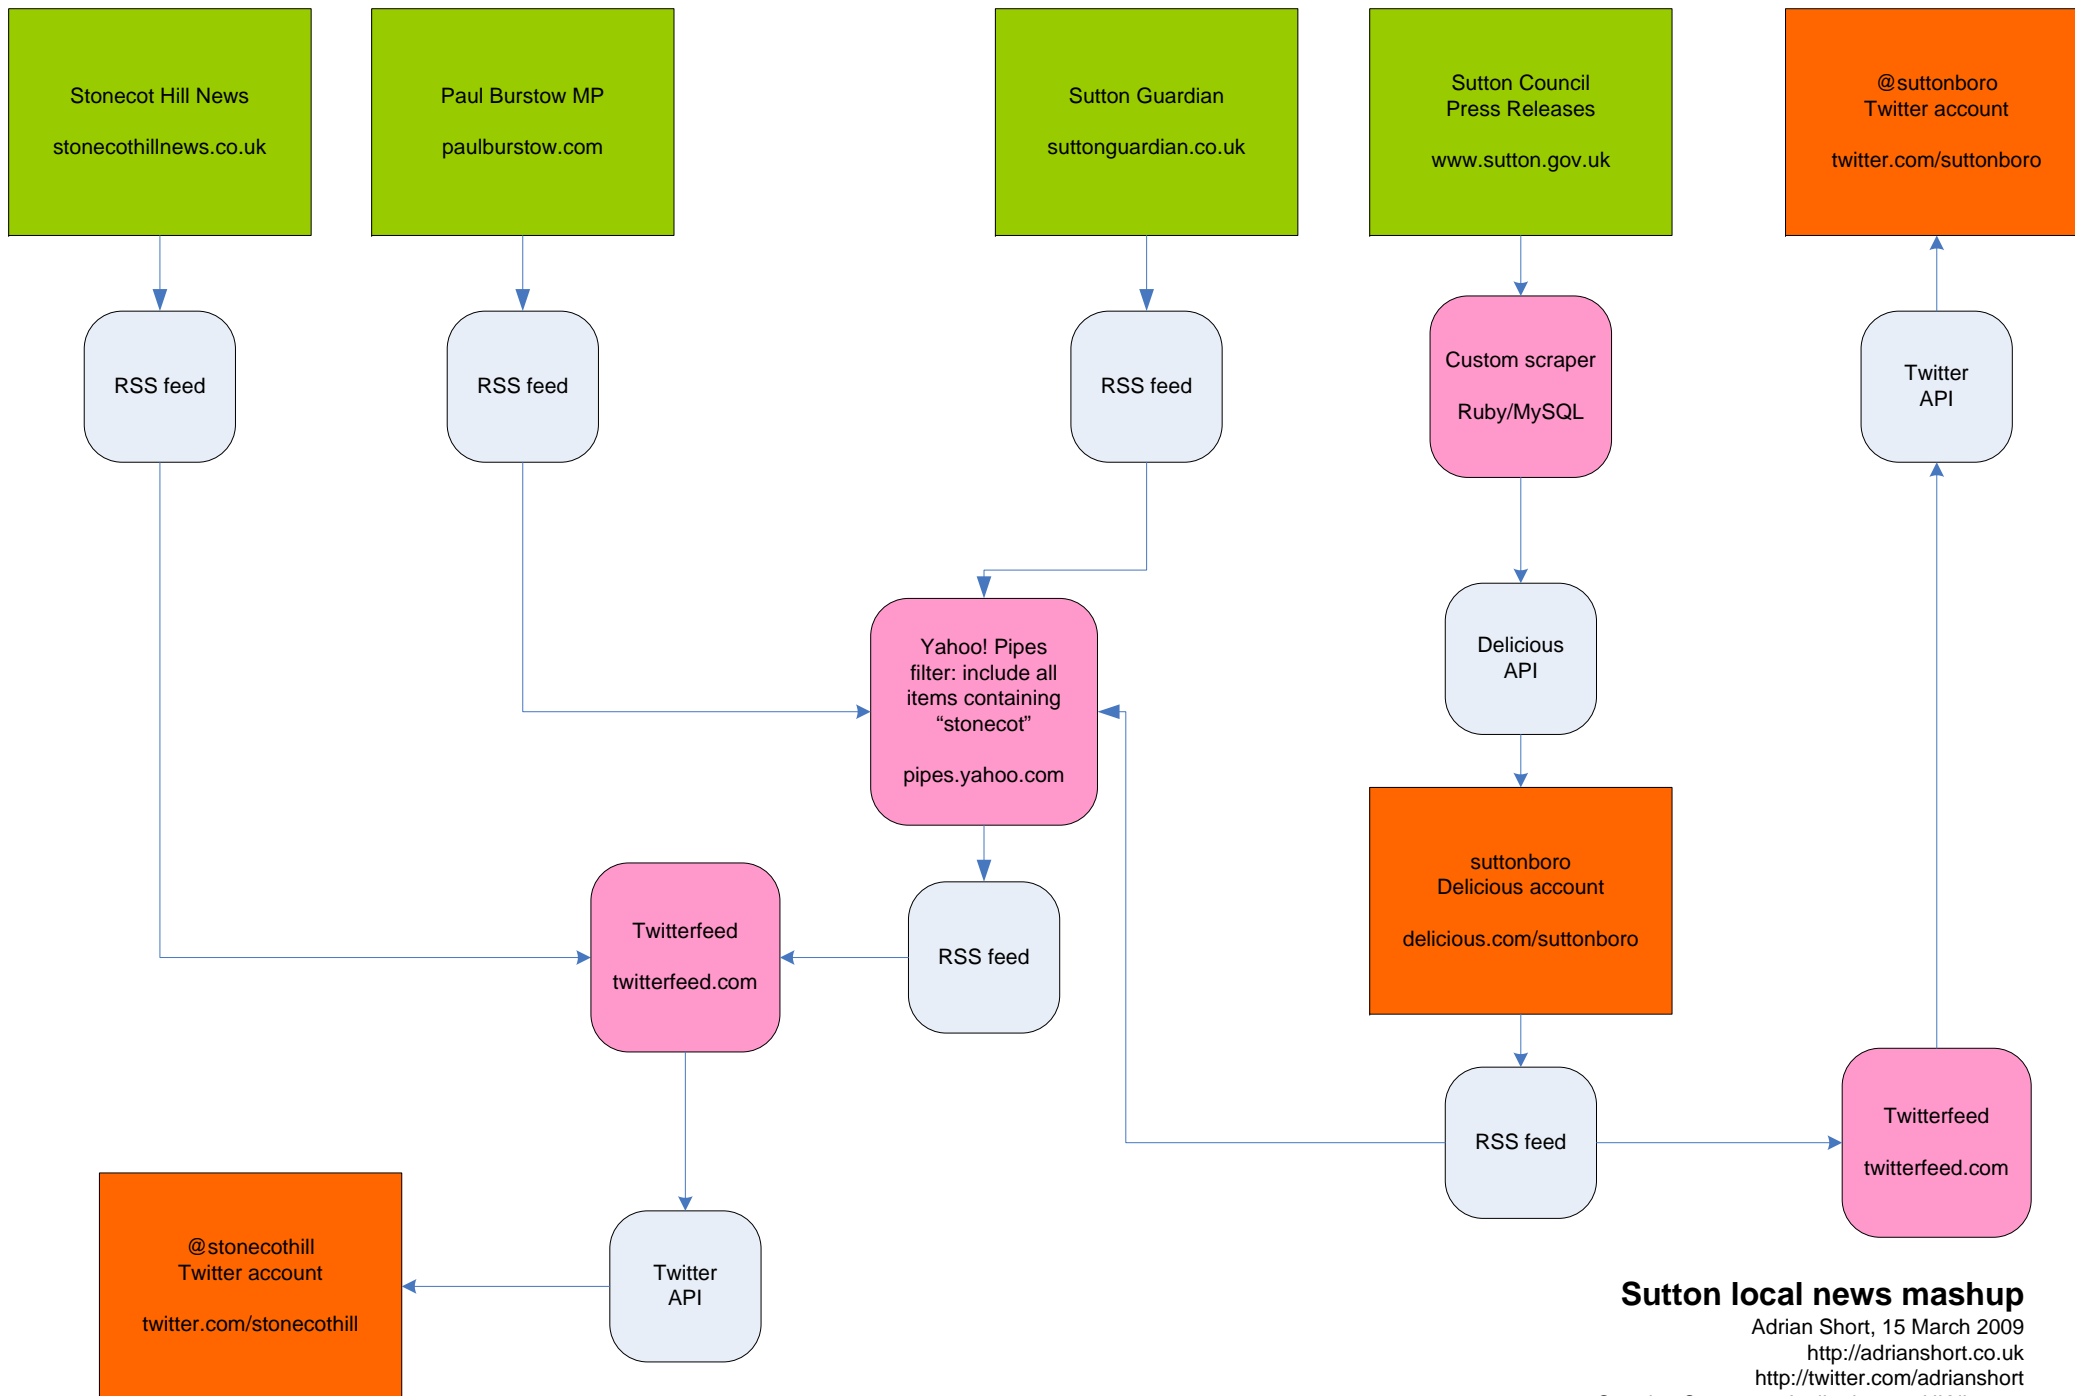 Stonecot Hill News
stonecothillnews.co.uk
Paul Burstow MP
paulburstow.com
Sutton Guardian
suttonguardian.co.uk
Sutton Council
Press Releases
www.sutton.gov.uk
@suttonboro
Twitter account
twitter.com/suttonboro
RSS feed
RSS feed
RSS feed
Custom scraper
Ruby/MySQL
Twitter
API
Yahoo! Pipes
filter: include all
items containing
“stonecot”
pipes.yahoo.com
Delicious
API
Twitterfeed
twitterfeed.com
RSS feed
suttonboro
Delicious account
delicious.com/suttonboro
RSS feed
Twitterfeed
twitterfeed.com
@stonecothill
Twitter account
twitter.com/stonecothill
Twitter
API
Sutton local news mashup
Adrian Short, 15 March 2009
http://adrianshort.co.uk
http://twitter.com/adrianshort